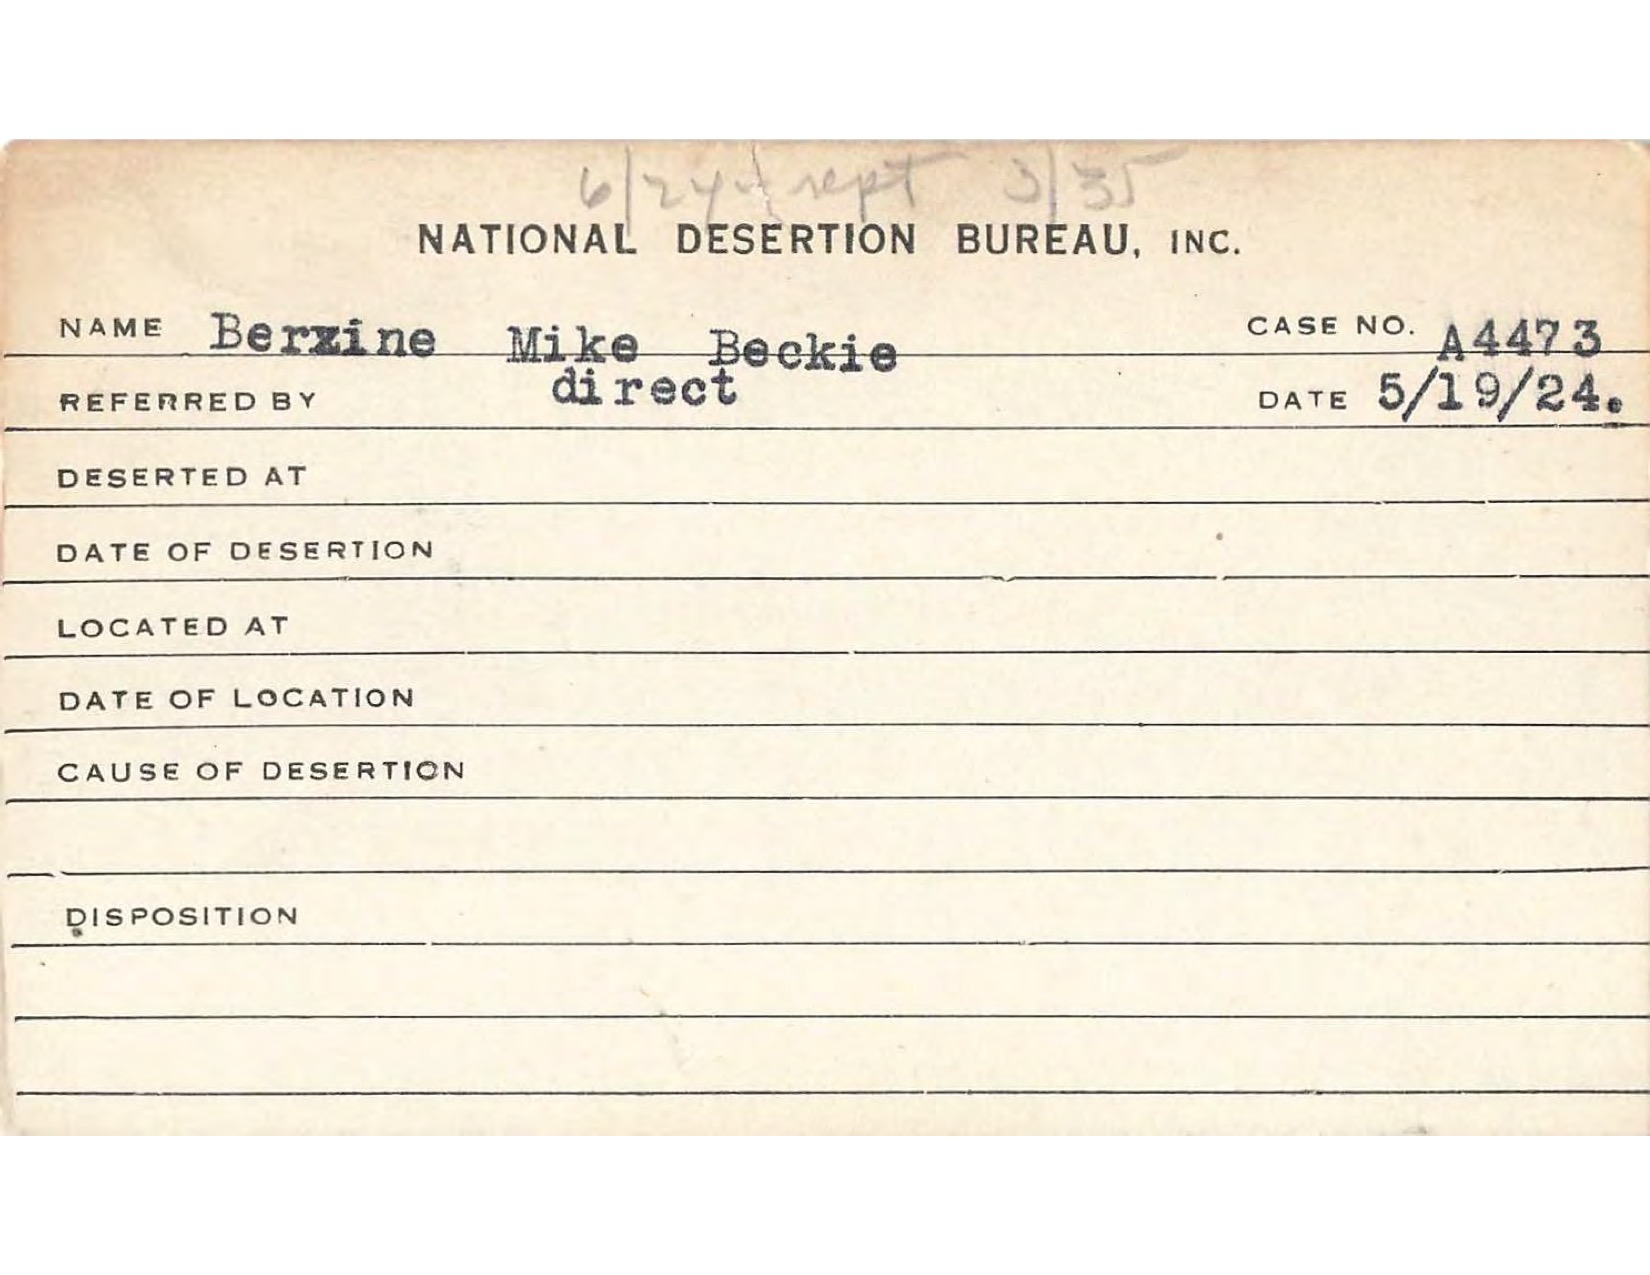 6/24 rept 3/35
NATIONAL DESERTION BUREAU, INC.
NAME Berzine Mike Beckie CASE NO. A4473
REFERRED BY direct DATE 5/19/24.
DESERTED AT
DATE OF DESERTION
LOCATED AT
DATE OF LOCATION
CAUSE OF DESERTION
DISPOSITION